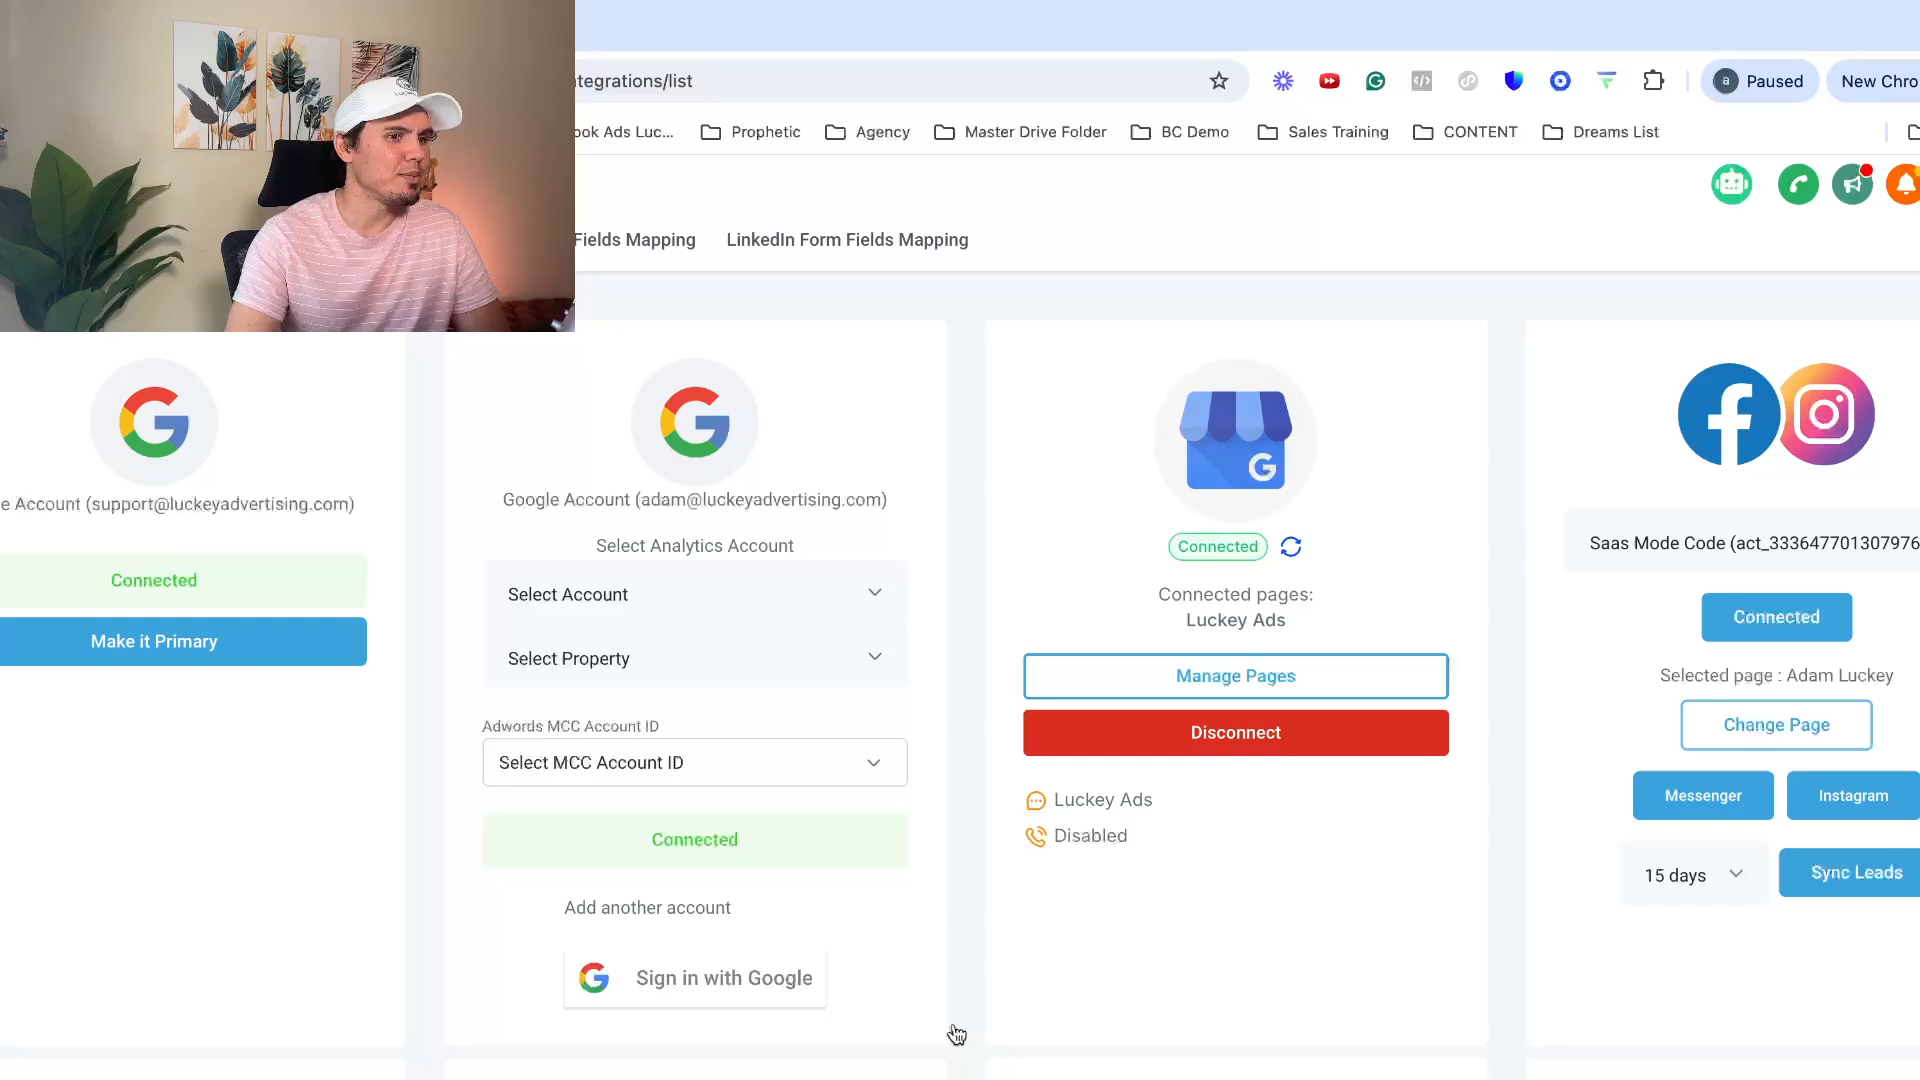 tegrations/list
Paused
New Chro
ook Ads Luc...
Prophetic
Agency
Master Drive Folder
BC Demo
Sales Training
CONTENT
Dreams List
Fields Mapping
LinkedIn Form Fields Mapping
e Account (support@luckeyadvertising.com)
Connected
Make it Primary
Google Account (adam@luckeyadvertising.com)
Select Analytics Account
Select Account
Select Property
Adwords MCC Account ID
Select MCC Account ID
Connected
Add another account
Sign in with Google
Connected
Connected pages:
Luckey Ads
Manage Pages
Disconnect
Luckey Ads
Disabled
Saas Mode Code (act_333647701307976
Connected
Selected page : Adam Luckey
Change Page
Messenger
Instagram
15 days
Sync Leads